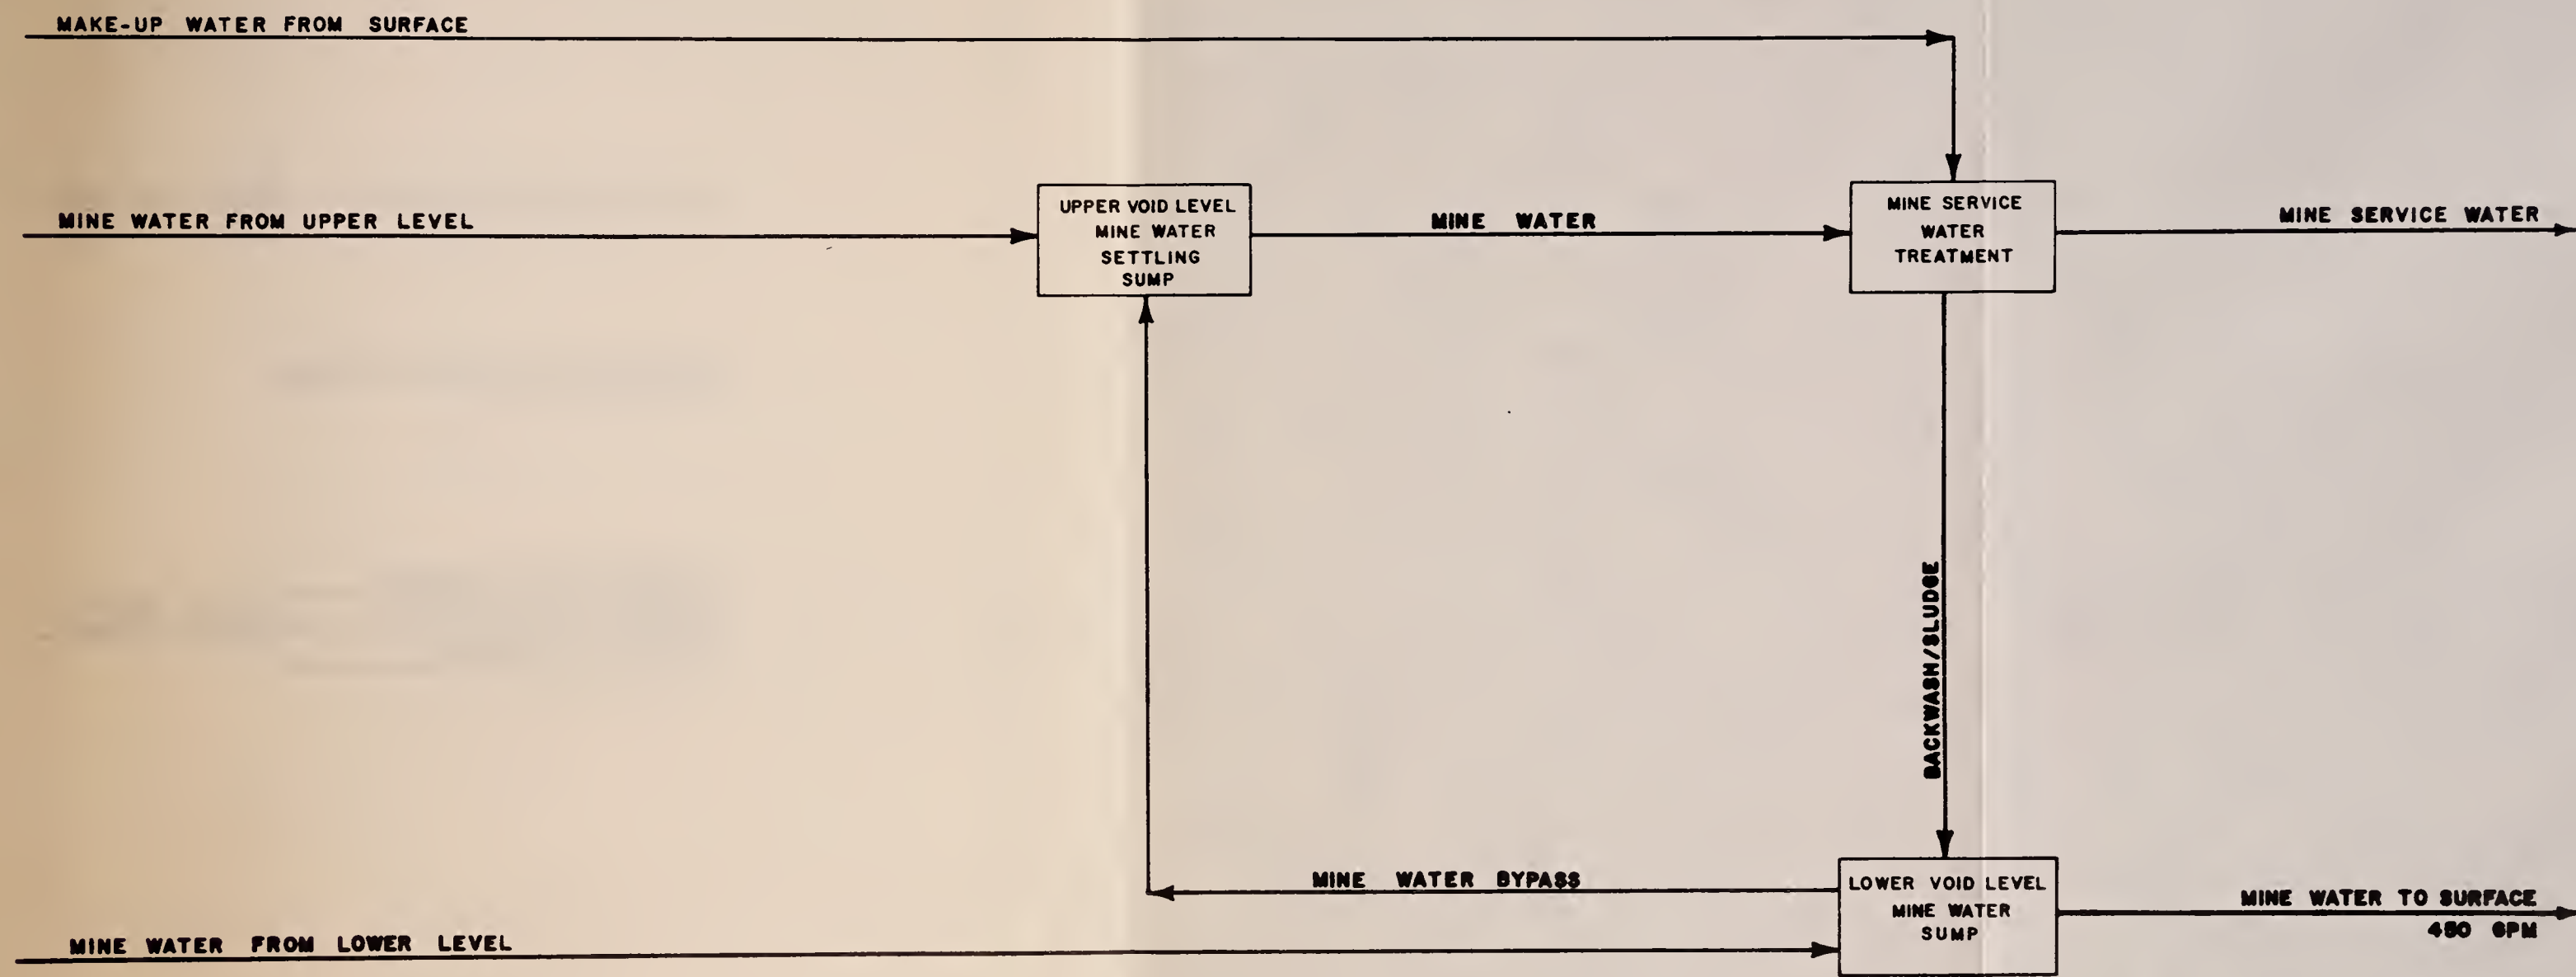 MAKE-UP WATER FROM SURFACE
MINE WATER FROM UPPER LEVEL
UPPER VOID LEVEL
MINE WATER
SETTLING
SUMP
MINE WATER
MINE SERVICE
WATER
TREATMENT
MINE SERVICE WATER
BACKWASH/SLUDGE
MINE WATER BYPASS
LOWER VOID LEVEL
MINE WATER
SUMP
MINE WATER TO SURFACE
450 GPM
MINE WATER FROM LOWER LEVEL